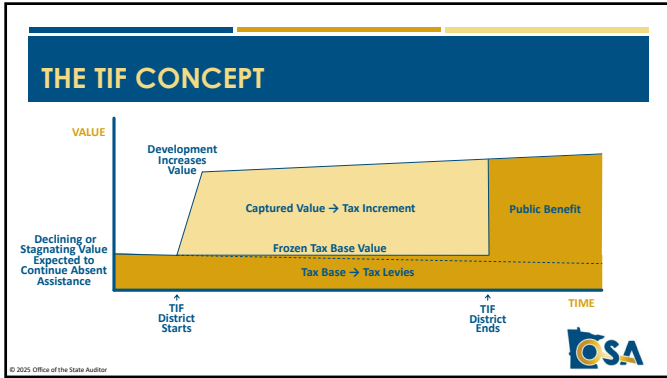 THE TIF CONCEPT
VALUE
Development
Increases
Value
Captured Value → Tax Increment
Public Benefit
Declining or
Stagnating Value
Expected to
Continue Absent
Assistance
Frozen Tax Base Value
Tax Base → Tax Levies
TIME
↑
TIF
District
Starts
↑
TIF
District
Ends
OSA
© 2025 Office of the State Auditor